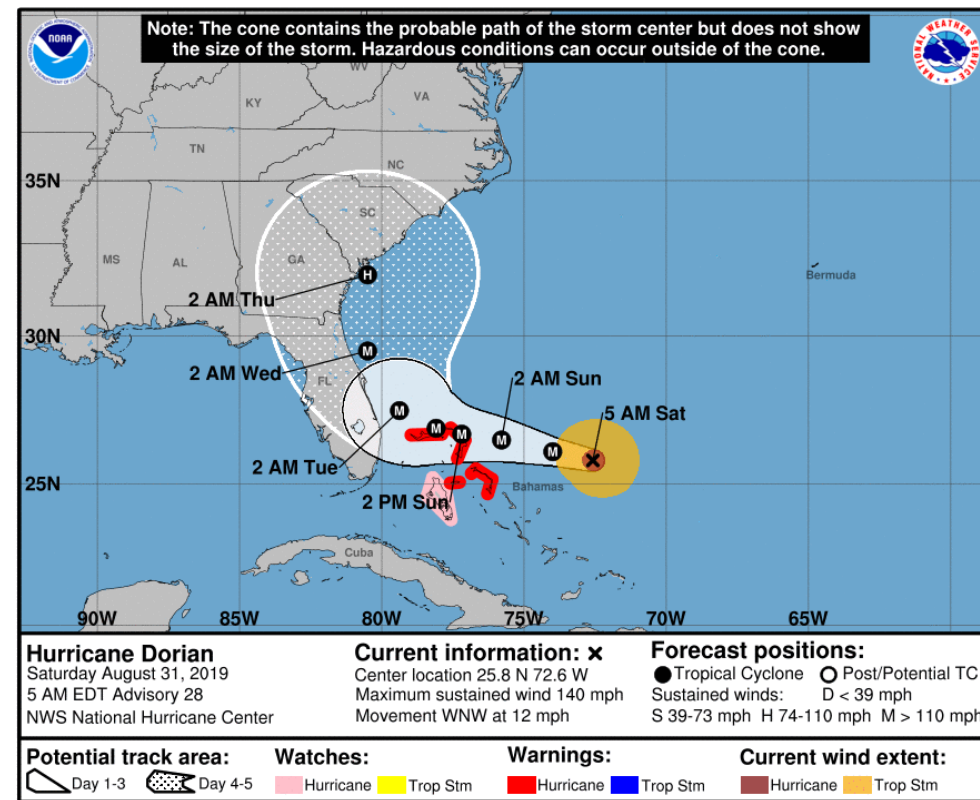 Note: The cone contains the probable path of the storm center but does not show
the size of the storm. Hazardous conditions can occur outside of the cone.
NOAA
NATIONAL WEATHER SERVICE
WV
KY
VA
TN
NC
35N
SC
MS
AL
GA
Bermuda
H
2 AM Thu
30N
M
2 AM Wed
FL
2 AM Sun
M
5 AM Sat
M
M
M
M
2 AM Tue
25N
Bahamas
2 PM Sun
Cuba
90W
85W
80W
75W
70W
65W
Hurricane Dorian
Saturday August 31, 2019
5 AM EDT Advisory 28
NWS National Hurricane Center
Current information: ×
Center location 25.8 N 72.6 W
Maximum sustained wind 140 mph
Movement WNW at 12 mph
Forecast positions:
Tropical Cyclone Post/Potential TC
Sustained winds: D < 39 mph
S 39-73 mph H 74-110 mph M > 110 mph
Potential track area:
Day 1-3 Day 4-5
Watches:
Hurricane Trop Stm
Warnings:
Hurricane Trop Stm
Current wind extent:
Hurricane Trop Stm